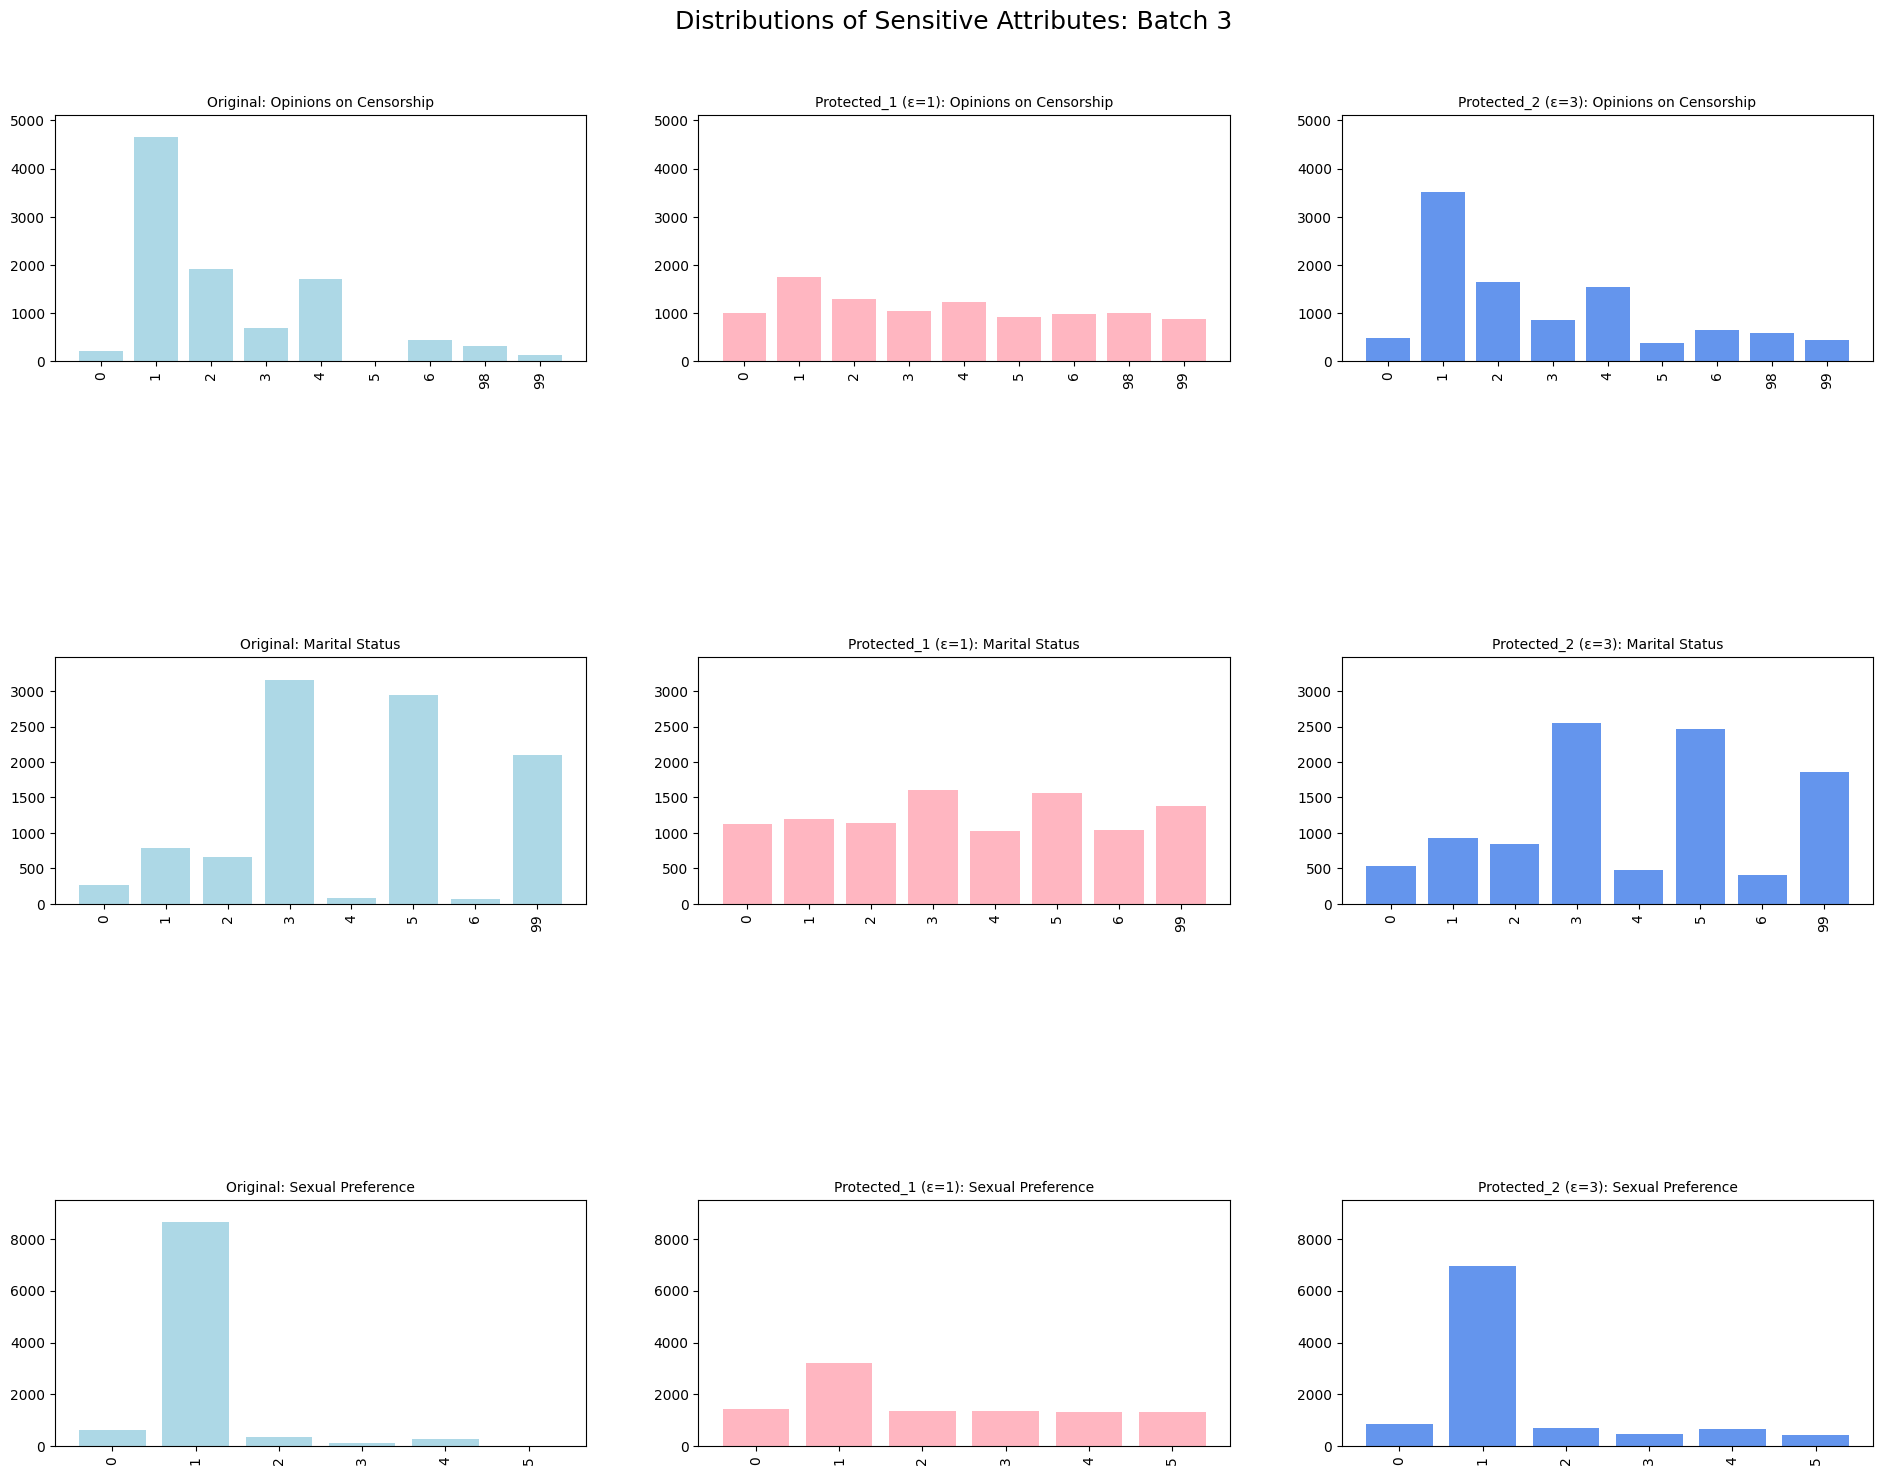 Distributions of Sensitive Attributes: Batch 3
Original: Opinions on Censorship
5000
4000
3000
2000
1000
0
0 1 2 3 4 5 6 98 99
Protected_1 (ε=1): Opinions on Censorship
5000
4000
3000
2000
1000
0
0 1 2 3 4 5 6 98 99
Protected_2 (ε=3): Opinions on Censorship
5000
4000
3000
2000
1000
0
0 1 2 3 4 5 6 98 99
Original: Marital Status
3000
2500
2000
1500
1000
500
0
0 1 2 3 4 5 6 99
Protected_1 (ε=1): Marital Status
3000
2500
2000
1500
1000
500
0
0 1 2 3 4 5 6 99
Protected_2 (ε=3): Marital Status
3000
2500
2000
1500
1000
500
0
0 1 2 3 4 5 6 99
Original: Sexual Preference
8000
6000
4000
2000
0
0 1 2 3 4 5
Protected_1 (ε=1): Sexual Preference
8000
6000
4000
2000
0
0 1 2 3 4 5
Protected_2 (ε=3): Sexual Preference
8000
6000
4000
2000
0
0 1 2 3 4 5